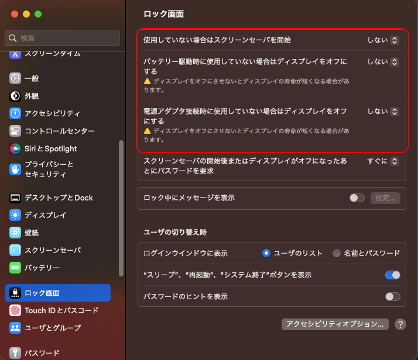 ロック画面
検索
スクリーンタイム
一般
外観
アクセシビリティ
コントロールセンター
SiriとSpotlight
プライバシーと
セキュリティ
デスクトップとDock
ディスプレイ
壁紙
スクリーンセーバ
バッテリー
ロック画面
Touch IDとパスコード
ユーザとグループ
パスワード
使用していない場合はスクリーンセーバを開始
しない
バッテリー駆動時に使用していない場合はディスプレイをオフに
する
しない
ディスプレイをオフにさせないとディスプレイの寿命が短くなる場合があ
ります。
電源アダプタ接続時に使用していない場合はディスプレイをオフ
にする
しない
ディスプレイをオフにさせないとディスプレイの寿命が短くなる場合があ
ります。
スクリーンセーバの開始後またはディスプレイがオフになったあ
とにパスワードを要求
すぐに
ロック中にメッセージを表示
設定...
ユーザの切り替え時
ログインウインドウに表示
ユーザのリスト
名前とパスワード
"スリープ"、"再起動"、"システム終了"ボタンを表示
パスワードのヒントを表示
アクセシビリティオプション...
?